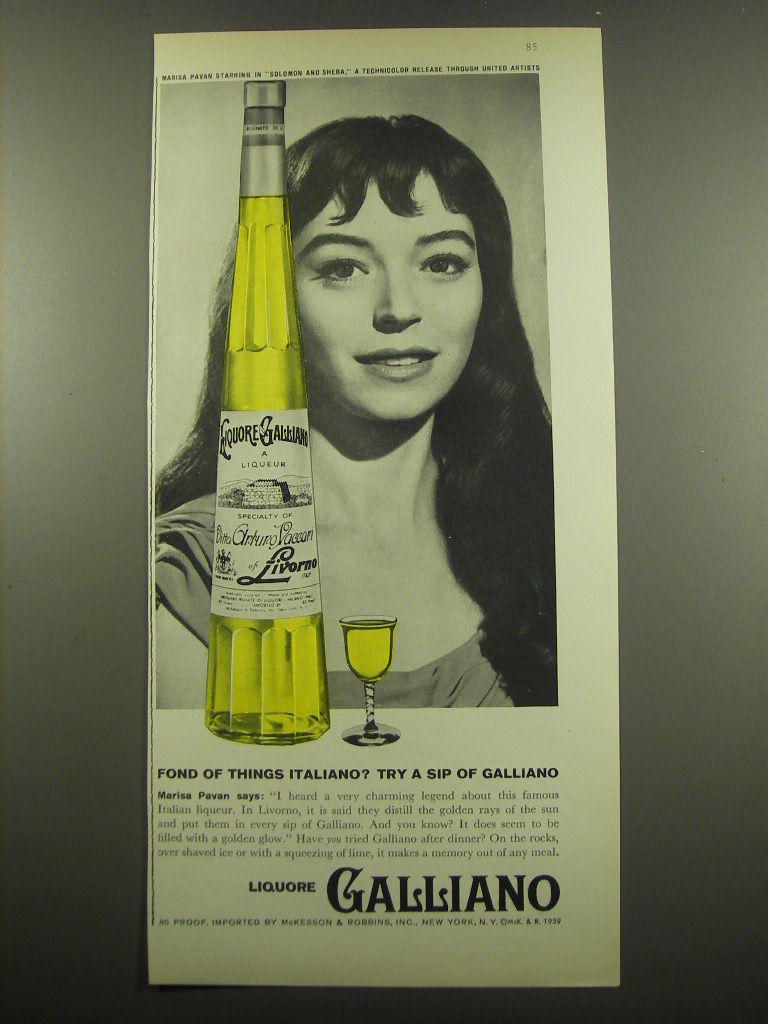 85
MARISA PAVAN STARRING IN "SOLOMON AND SHEBA," A TECHNICOLOR RELEASE THROUGH UNITED ARTISTS
LIQUORE GALLIANO
A
LIQUEUR
SPECIALTY OF
Ditta Arturo Vaccari
of Livorno
ITALY
IMPORTED BY
FOND OF THINGS ITALIANO? TRY A SIP OF GALLIANO
Marisa Pavan says: "I heard a very charming legend about this famous
Italian liqueur. In Livorno, it is said they distill the golden rays of the sun
and put them in every sip of Galliano. And you know? It does seem to be
filled with a golden glow." Have you tried Galliano after dinner? On the rocks,
over shaved ice or with a squeezing of lime, it makes a memory out of any meal.
LIQUORE GALLIANO
80 PROOF. IMPORTED BY McKESSON & ROBBINS, INC., NEW YORK, N.Y. ©McK. & R. 1959